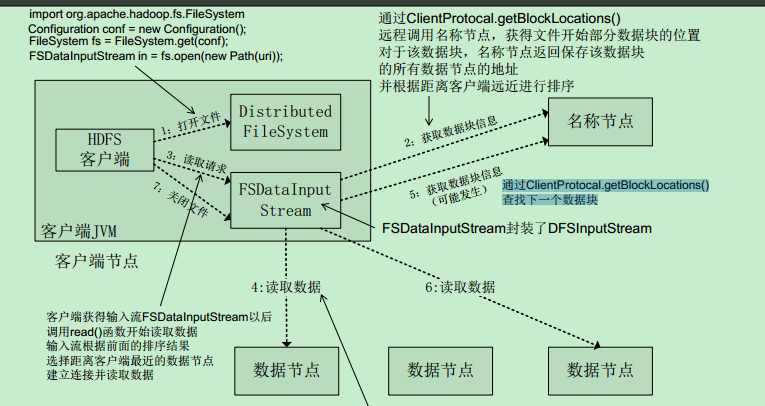 import org.apache.hadoop.fs.FileSystem
Configuration conf = new Configuration();
FileSystem fs = FileSystem.get(conf);
FSDataInputStream in = fs.open(new Path(uri));
通过ClientProtocal.getBlockLocations()
远程调用名称节点，获得文件开始部分数据块的位置
对于该数据块，名称节点返回保存该数据块
的所有数据节点的地址
并根据距离客户端远近进行排序
HDFS
客户端
1：打开文件
Distributed
FileSystem
2：获取数据块信息
名称节点
3：读取请求
FSDataInput
Stream
5：获取数据块信息
（可能发生）
通过ClientProtocal.getBlockLocations()
查找下一个数据块
7：关闭文件
FSDataInputStream封装了DFSInputStream
客户端JVM
客户端节点
4:读取数据
6:读取数据
客户端获得输入流FSDataInputStream以后
调用read()函数开始读取数据
输入流根据前面的排序结果
选择距离客户端最近的数据节点
建立连接并读取数据
数据节点
数据节点
数据节点